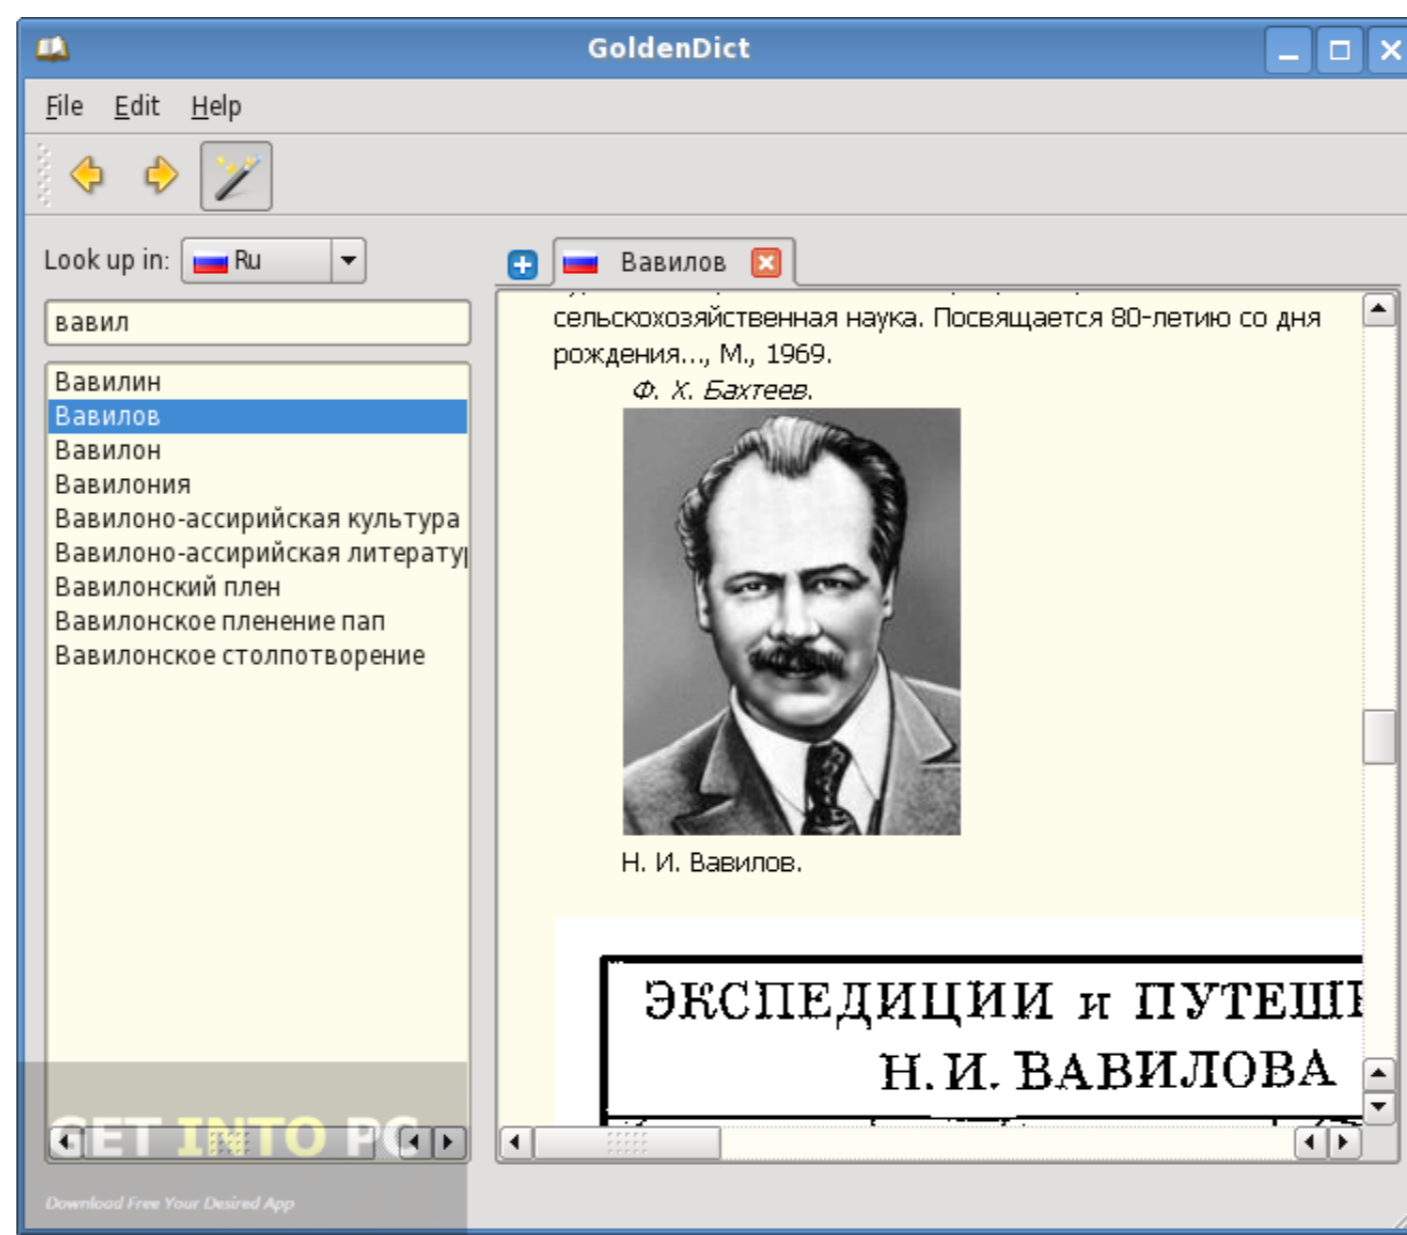 GoldenDict
File Edit Help
Look up in: Ru
Вавилов
вавил
Вавилин
Вавилов
Вавилон
Вавилония
Вавилоно-ассирийская культура
Вавилоно-ассирийская литерату
Вавилонский плен
Вавилонское пленение пап
Вавилонское столпотворение
сельскохозяйственная наука. Посвящается 80-летию со дня
рождения..., М., 1969.
Ф. Х. Бахтеев.
Н. И. Вавилов.
ЭКСПЕДИЦИИ и ПУТЕШ
Н. И. ВАВИЛОВА
GET INTO PC
Download Free Your Desired App